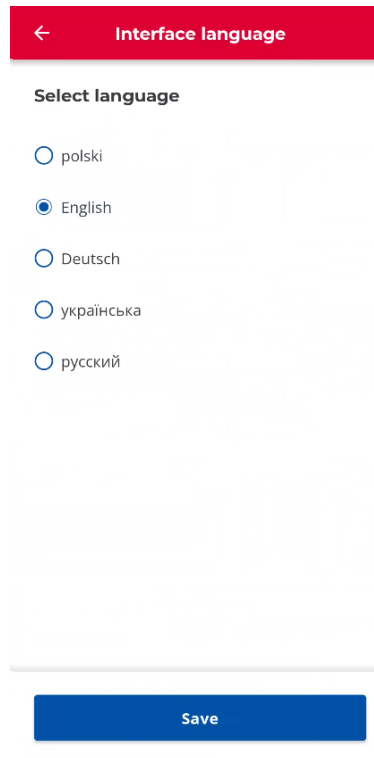 Interface language
Select language
polski
English
Deutsch
українська
русский
Save